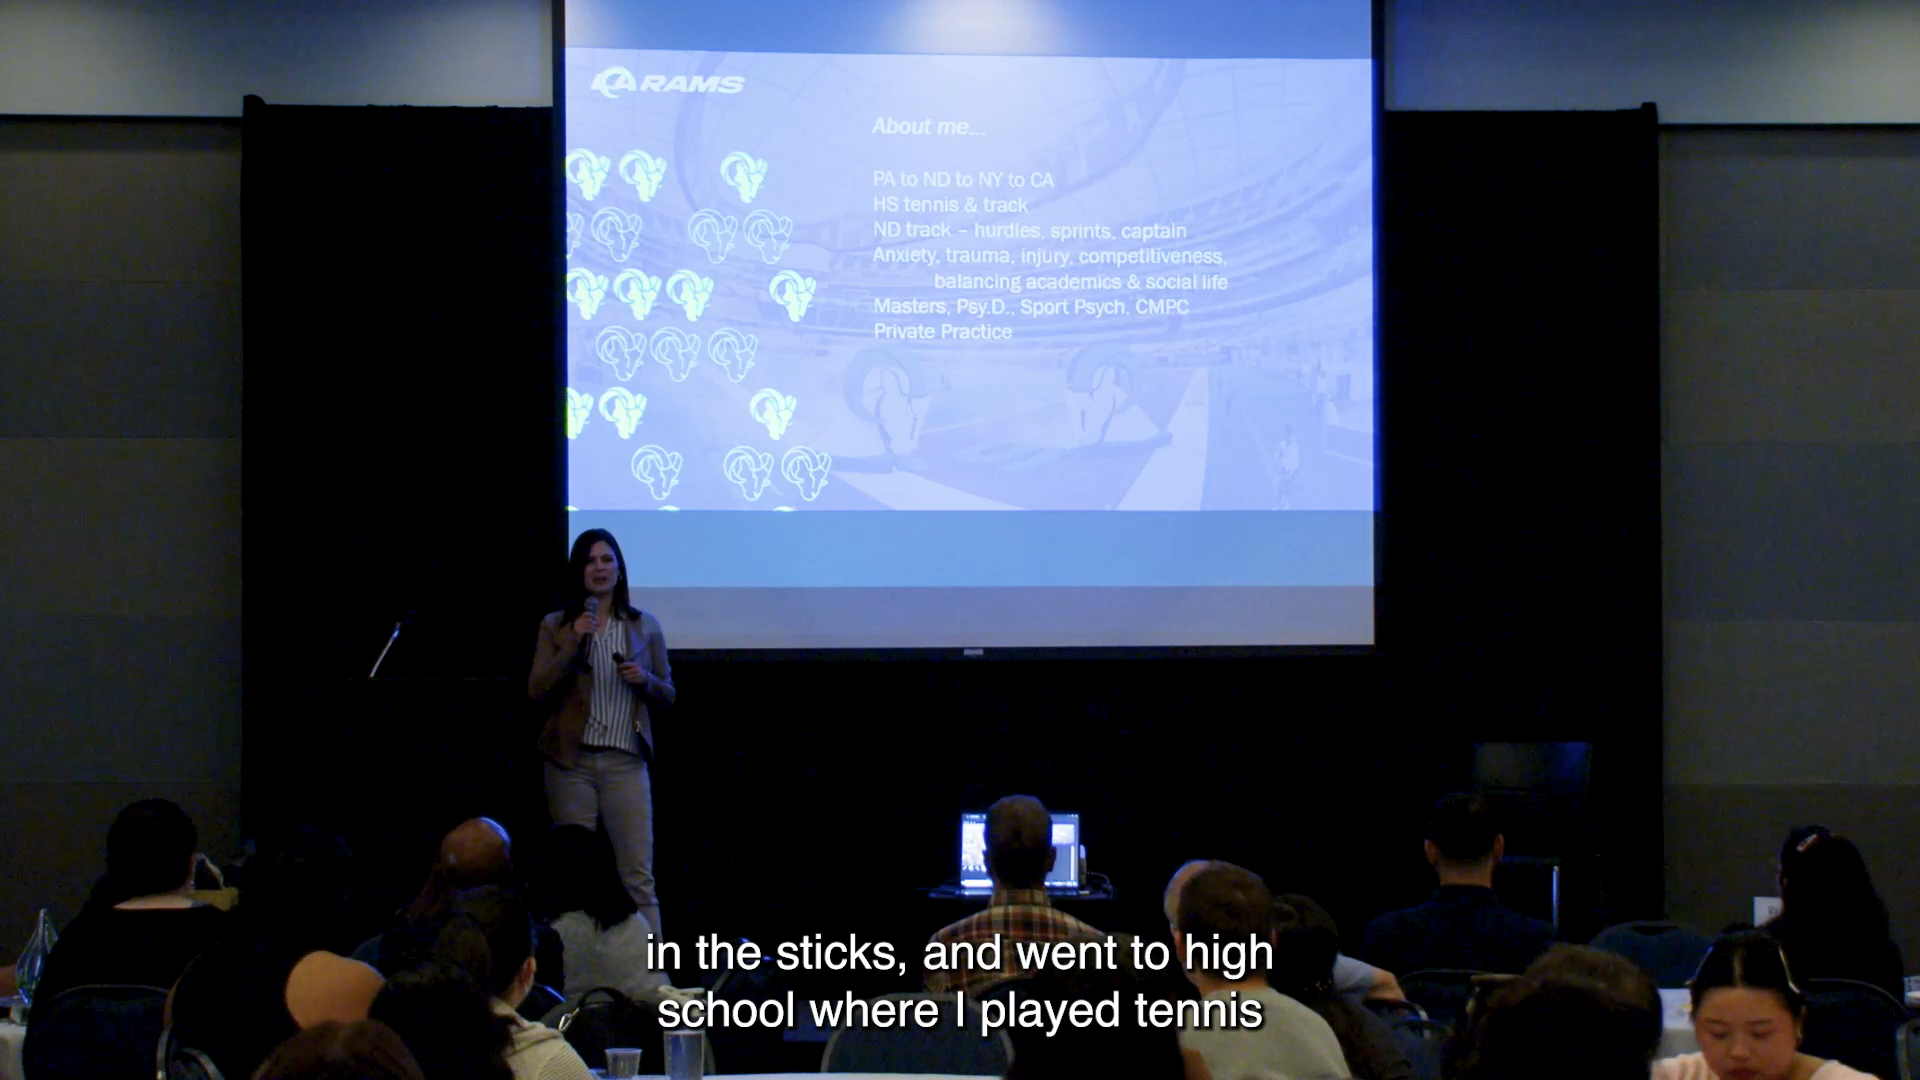 LA RAMS
About me...
PA to ND to NY to CA
HS tennis & track
ND track – hurdles, sprints, captain
Anxiety, trauma, injury, competitiveness,
balancing academics & social life
Masters, Psy.D., Sport Psych, CMPC
Private Practice
in the sticks, and went to high
school where I played tennis